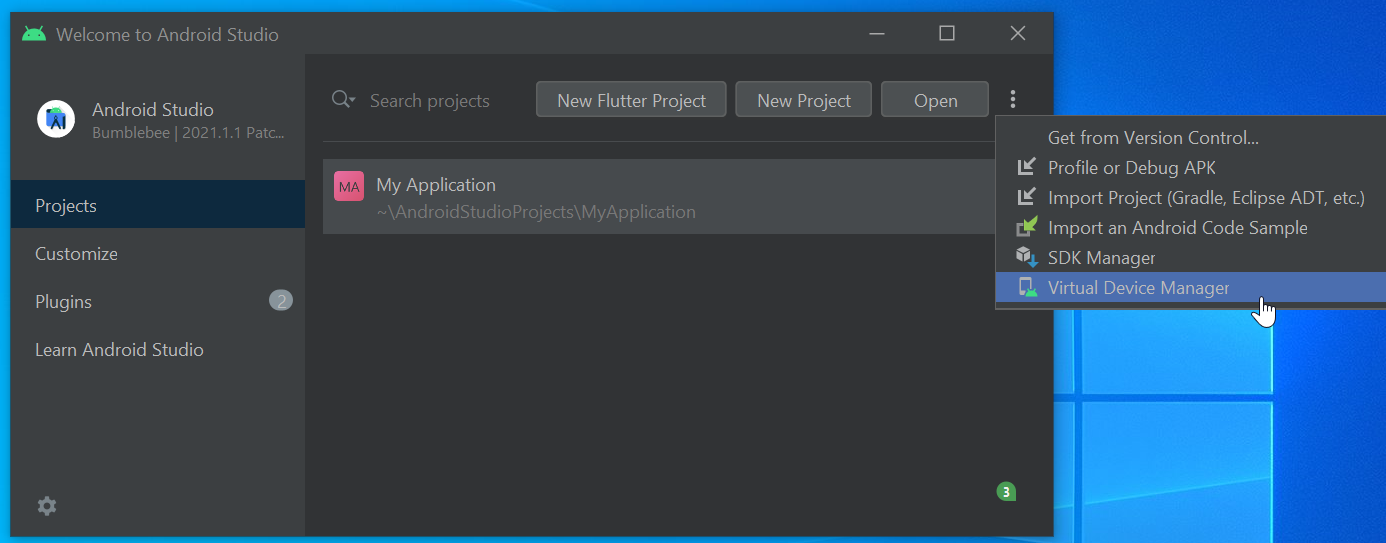 Welcome to Android Studio
Android Studio
Bumblebee | 2021.1.1 Patc...
Projects
Customize
Plugins
2
Learn Android Studio
Search projects
New Flutter Project
New Project
Open
MA
My Application
~\AndroidStudioProjects\MyApplication
Get from Version Control...
Profile or Debug APK
Import Project (Gradle, Eclipse ADT, etc.)
Import an Android Code Sample
SDK Manager
Virtual Device Manager
3